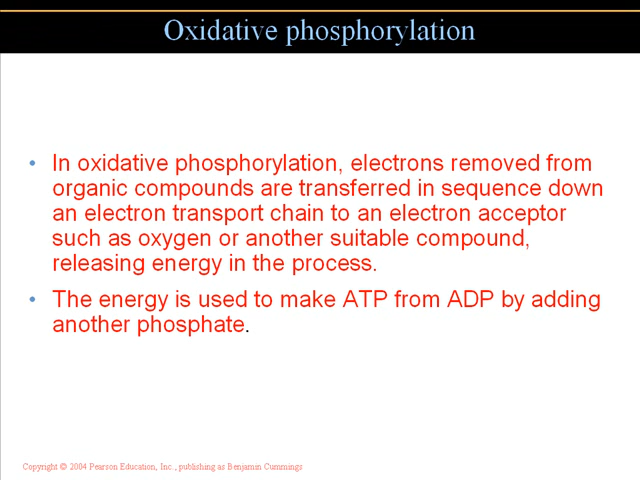 Oxidative phosphorylation
• In oxidative phosphorylation, electrons removed from
organic compounds are transferred in sequence down
an electron transport chain to an electron acceptor
such as oxygen or another suitable compound,
releasing energy in the process.
• The energy is used to make ATP from ADP by adding
another phosphate.
Copyright © 2004 Pearson Education, Inc., publishing as Benjamin Cummings